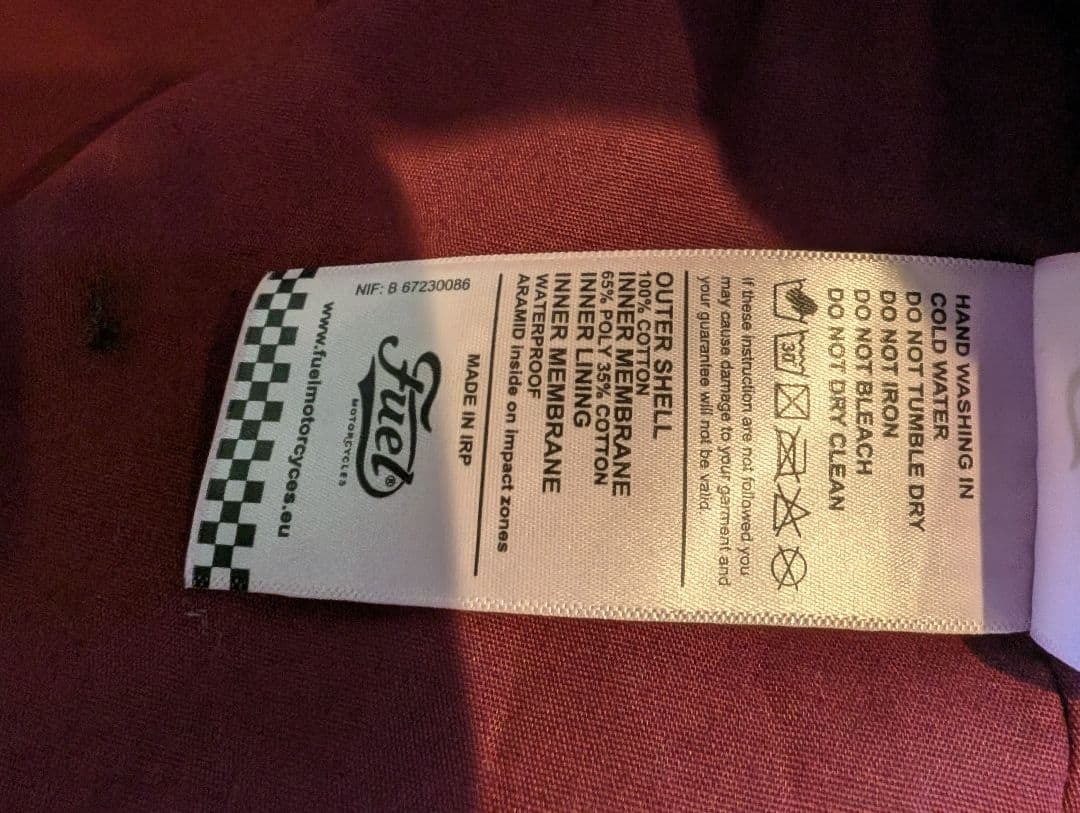 HAND WASHING IN
COLD WATER
DO NOT TUMBLE DRY
DO NOT IRON
DO NOT BLEACH
DO NOT DRY CLEAN
30
If these instruction are not followed you
may cause damage to your garment and
your guarantee will not be valid
OUTER SHELL
100% COTTON
INNER MEMBRANE
65% POLY 35% COTTON
INNER LINING
INNER MEMBRANE
WATERPROOF
ARAMID inside on impact zones
MADE IN IRP
NIF: B 67230086
Fuel®
MOTORCYCLES
www.fuelmotorcyces.eu